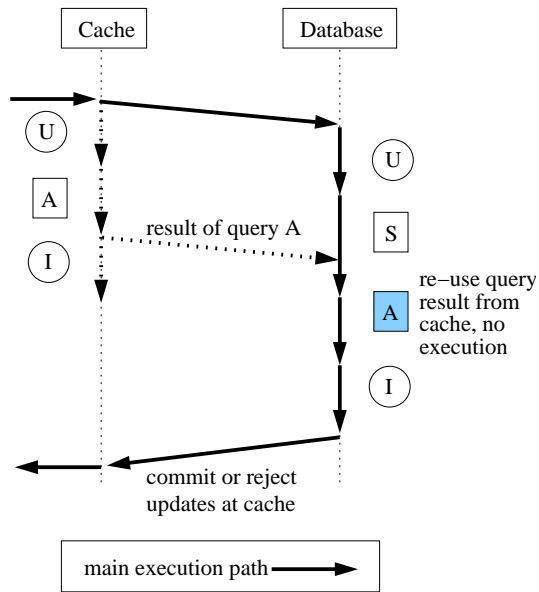 Cache
Database
U
U
A
result of query A
S
I
re−use query
result from
cache, no
execution
A
I
commit or reject
updates at cache
main execution path